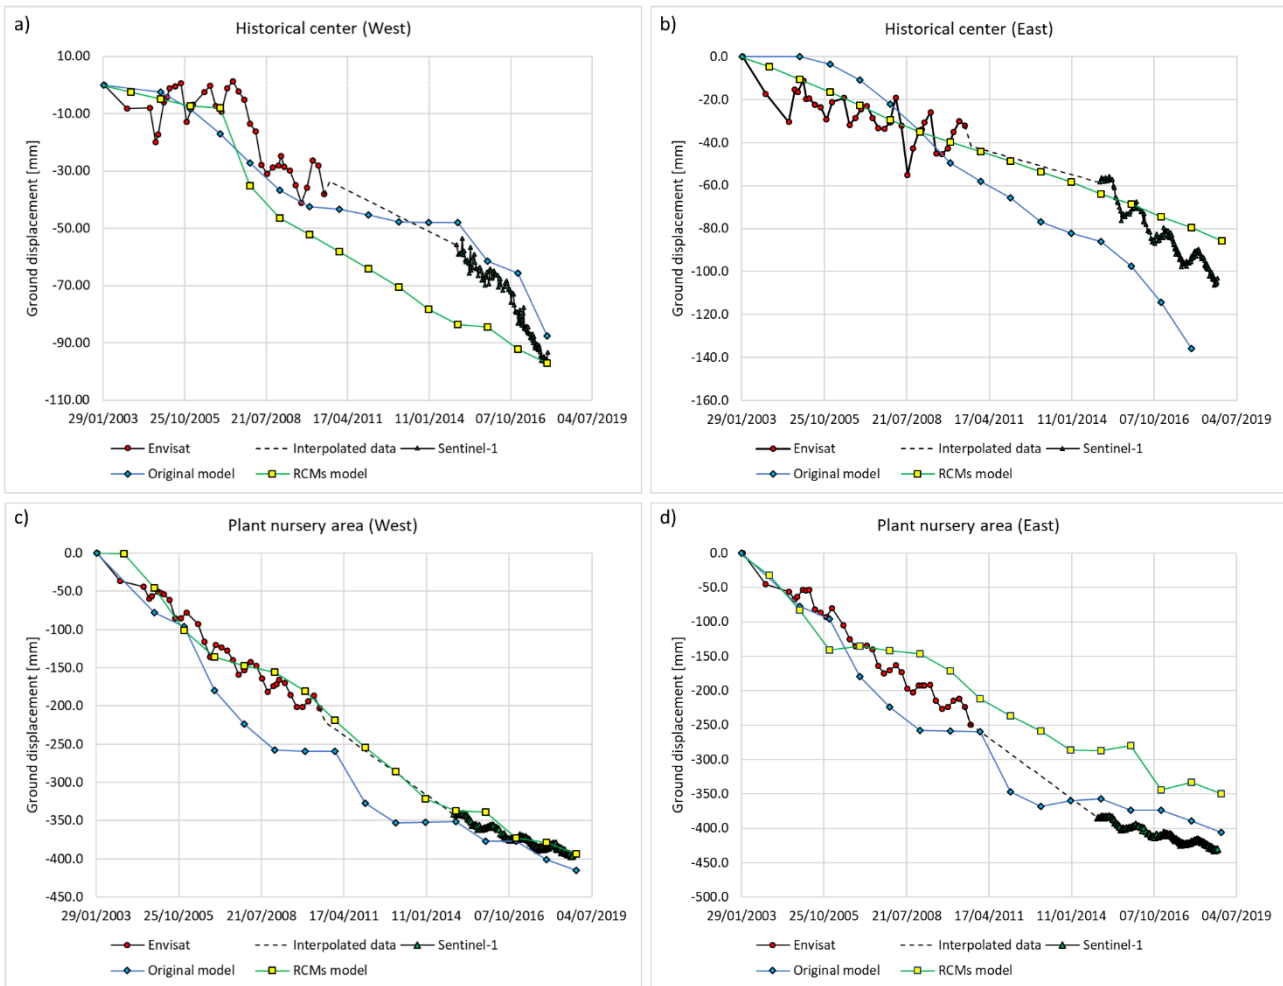 a)
Historical center (West)
10.00
0.00
-10.00
-30.00
-50.00
-70.00
-90.00
-110.00
Ground displacement [mm]
29/01/2003
25/10/2005
21/07/2008
17/04/2011
11/01/2014
07/10/2016
04/07/2019
Envisat
Interpolated data
Sentinel-1
Original model
RCMs model
b)
Historical center (East)
0.0
-20.0
-40.0
-60.0
-80.0
-100.0
-120.0
-140.0
-160.0
Ground displacement [mm]
29/01/2003
25/10/2005
21/07/2008
17/04/2011
11/01/2014
07/10/2016
04/07/2019
Envisat
Interpolated data
Sentinel-1
Original model
RCMs model
c)
Plant nursery area (West)
0.0
-50.0
-100.0
-150.0
-200.0
-250.0
-300.0
-350.0
-400.0
-450.0
Ground displacement [mm]
29/01/2003
25/10/2005
21/07/2008
17/04/2011
11/01/2014
07/10/2016
04/07/2019
Envisat
Interpolated data
Sentinel-1
Original model
RCMs model
d)
Plant nursery area (East)
0.0
-50.0
-100.0
-150.0
-200.0
-250.0
-300.0
-350.0
-400.0
-450.0
-500.0
Ground displacement [mm]
29/01/2003
25/10/2005
21/07/2008
17/04/2011
11/01/2014
07/10/2016
04/07/2019
Envisat
Interpolated data
Sentinel-1
Original model
RCMs model